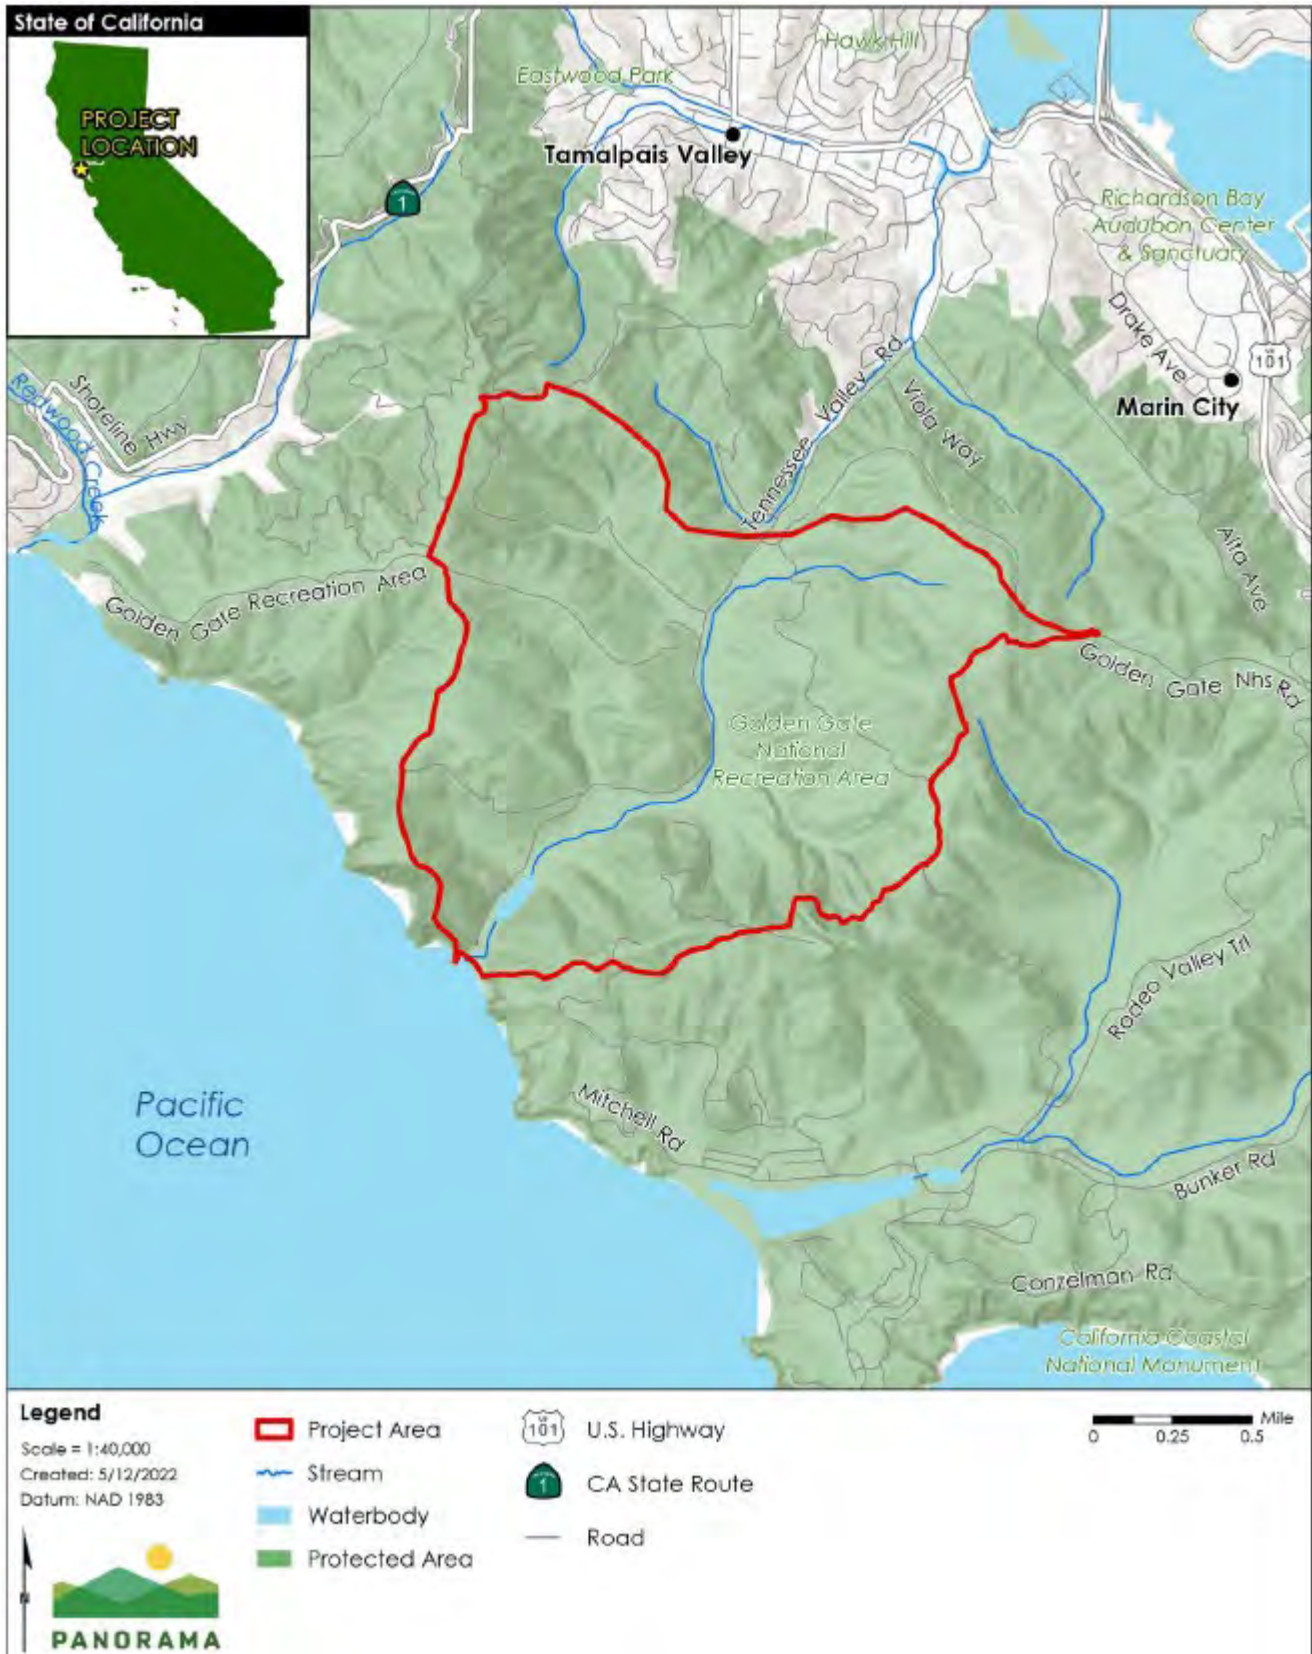 State of California
PROJECT
LOCATION
Hawk Hill
Eastwood Park
Tamalpais Valley
1
Richardson Bay
Audubon Center
& Sanctuary
Drake Ave
US
101
Marin City
Shoreline Hwy
Redwood Creek
Tennessee Valley Rd
Viola Way
Alta Ave
Golden Gate Recreation Area
Golden Gate Nhs Rd
Golden Gate
National
Recreation Area
Rodeo Valley Trl
Pacific
Ocean
Mitchell Rd
Bunker Rd
Conzelman Rd
California Coastal
National Monument
Legend
Scale = 1:40,000
Created: 5/12/2022
Datum: NAD 1983
N
PANORAMA
Project Area
Stream
Waterbody
Protected Area
US
101
U.S. Highway
1
CA State Route
Road
Mile
0 0.25 0.5